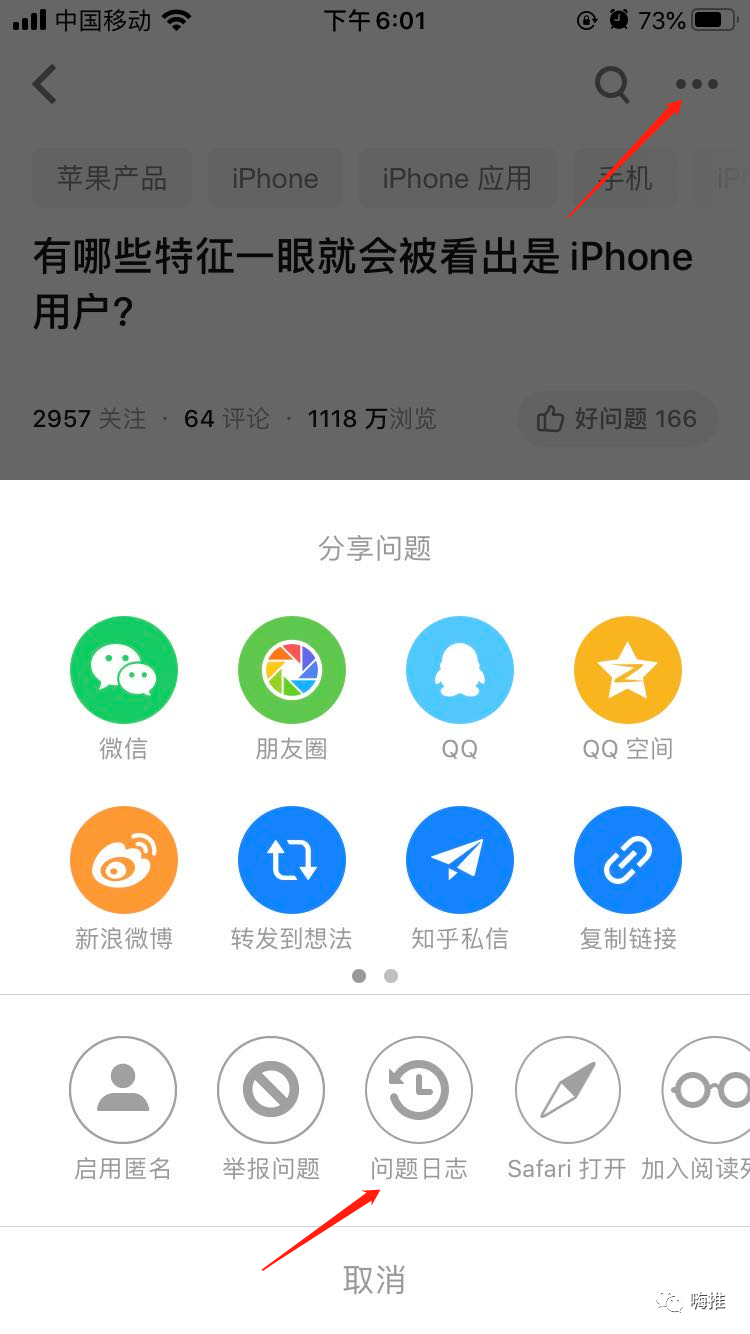 中国移动 下午 6:01 73%
苹果产品 iPhone iPhone 应用 手机 iP
有哪些特征一眼就会被看出是 iPhone
用户?
2957 关注 · 64 评论 · 1118 万浏览 好问题 166
分享问题
微信 朋友圈 QQ QQ 空间
新浪微博 转发到想法 知乎私信 复制链接
启用匿名 举报问题 问题日志 Safari 打开 加入阅读
取消
嗨推